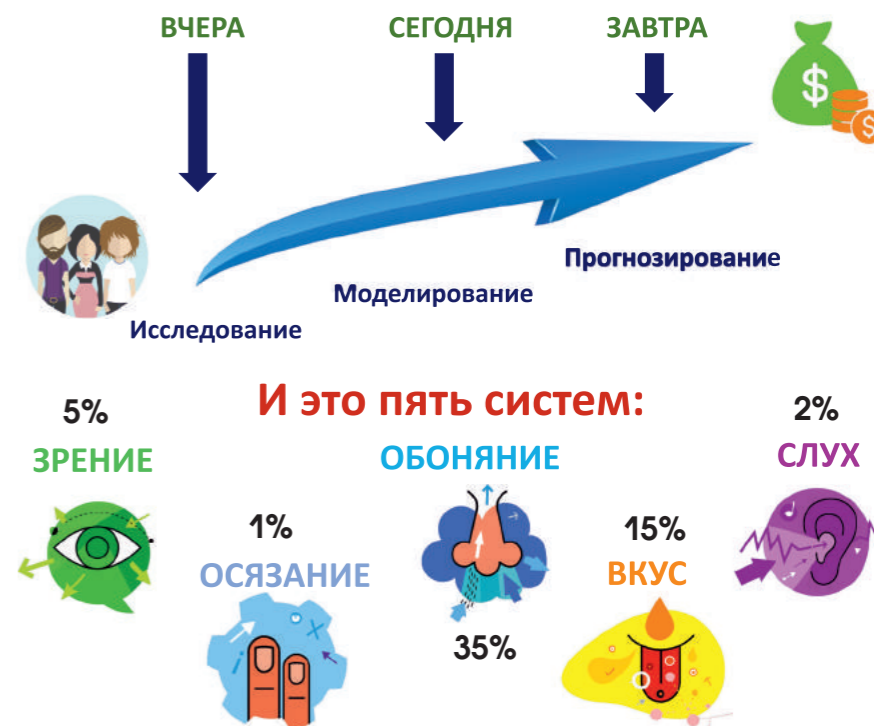 ВЧЕРА СЕГОДНЯ ЗАВТРА
$
$
Прогнозирование
Моделирование
Исследование
И это пять систем:
5% 2%
ЗРЕНИЕ ОБОНЯНИЕ СЛУХ
1% 15%
ОСЯЗАНИЕ ВКУС
35%